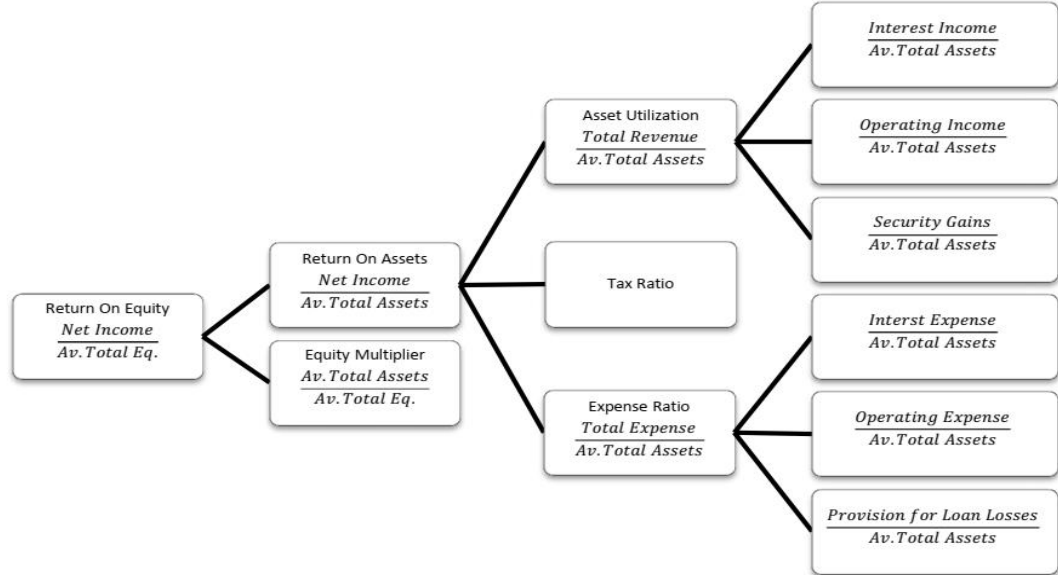 Return On Equity
Net Income
Av.Total Eq.
Return On Assets
Net Income
Av.Total Assets
Equity Multiplier
Av.Total Assets
Av.Total Eq.
Asset Utilization
Total Revenue
Av.Total Assets
Tax Ratio
Expense Ratio
Total Expense
Av.Total Assets
Interest Income
Av.Total Assets
Operating Income
Av.Total Assets
Security Gains
Av.Total Assets
Interst Expense
Av.Total Assets
Operating Expense
Av.Total Assets
Provision for Loan Losses
Av.Total Assets